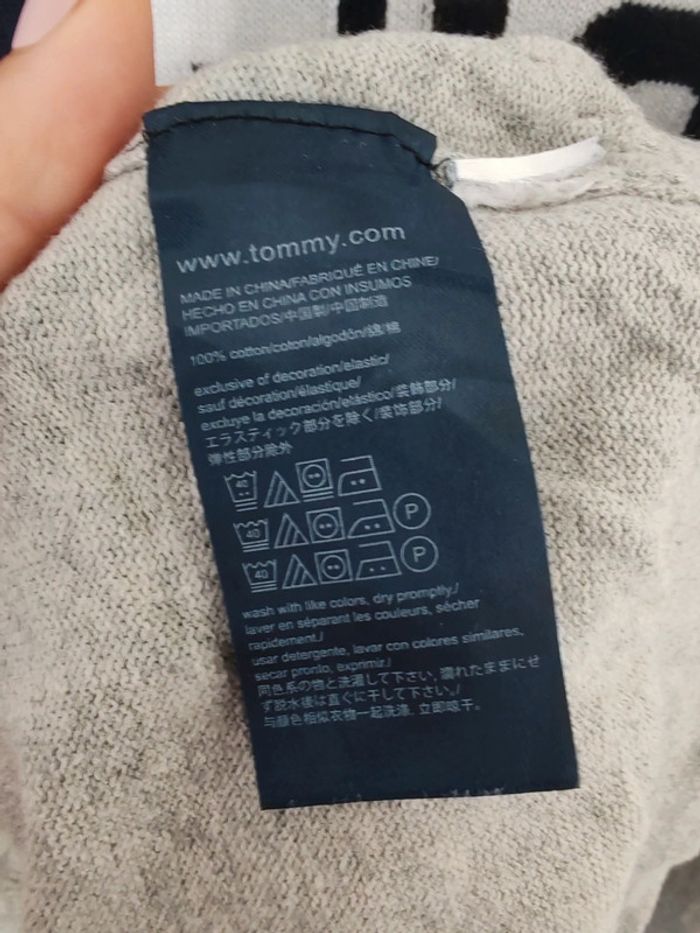 www.tommy.com
MADE IN CHINA/FABRIQUÉ EN CHINE/
HECHO EN CHINA CON INSUMOS
IMPORTADOS/中国製/中国制造
100% cotton/coton/algodón/綿/棉
exclusive of decoration/elastic/
sauf décoration/élastique/
excluye la decoración/elástico/装飾部分/
エラスティック部分を除く/装饰部分/
弹性部分除外
40
40 P
40 P
wash with like colors, dry promptly./
laver en séparant les couleurs, sécher
rapidement./
usar detergente, lavar con colores similares,
secar pronto, exprimir./
同色系の物と洗濯して下さい, 濡れたままにせ
ず脱水後は直ぐに干して下さい./
与颜色相似衣物一起洗涤, 立即晾干.